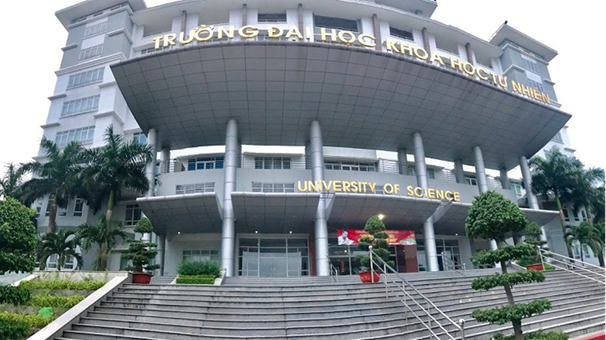 TRƯỜNG ĐẠI HỌC KHOA HỌC TỰ NHIÊN
UNIVERSITY OF SCIENCE